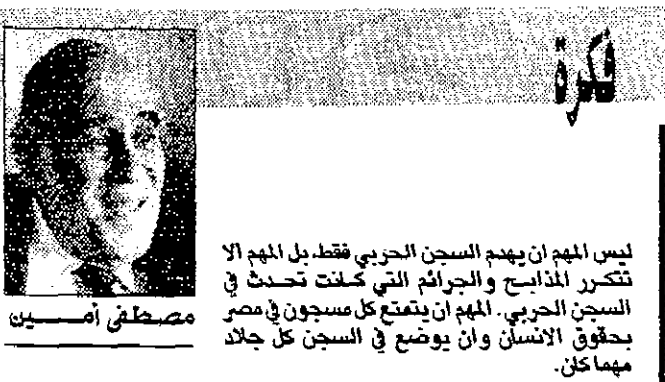 فكرة
مصطفى أمـــين
ليس المهم ان يهدم السجن الحربي فقط، بل المهم الا
تتكرر المذابح والجرائم التي كانت تحدث في
السجن الحربي. المهم ان يتمتع كل مسجون في مصر
بحقوق الانسان وان يوضع في السجن كل جلاد
مهما كان.